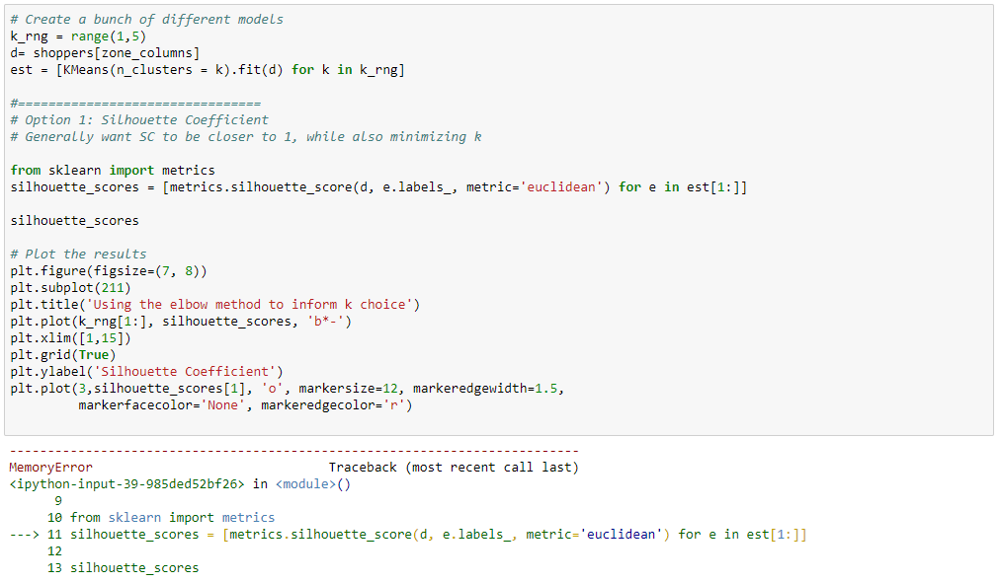 # Create a bunch of different models
k_rng = range(1,5)
d= shoppers[zone_columns]
est = [KMeans(n_clusters = k).fit(d) for k in k_rng]
#================================
# Option 1: Silhouette Coefficient
# Generally want SC to be closer to 1, while also minimizing k
from sklearn import metrics
silhouette_scores = [metrics.silhouette_score(d, e.labels_, metric='euclidean') for e in est[1:]]
silhouette_scores
# Plot the results
plt.figure(figsize=(7, 8))
plt.subplot(211)
plt.title('Using the elbow method to inform k choice')
plt.plot(k_rng[1:], silhouette_scores, 'b*-')
plt.xlim([1,15])
plt.grid(True)
plt.ylabel('Silhouette Coefficient')
plt.plot(3,silhouette_scores[1], 'o', markersize=12, markeredgewidth=1.5,
         markerfacecolor='None', markeredgecolor='r')
---------------------------------------------------------------------------
MemoryError                               Traceback (most recent call last)
<ipython-input-39-985ded52bf26> in <module>()
      9
     10 from sklearn import metrics
---> 11 silhouette_scores = [metrics.silhouette_score(d, e.labels_, metric='euclidean') for e in est[1:]]
     12
     13 silhouette_scores